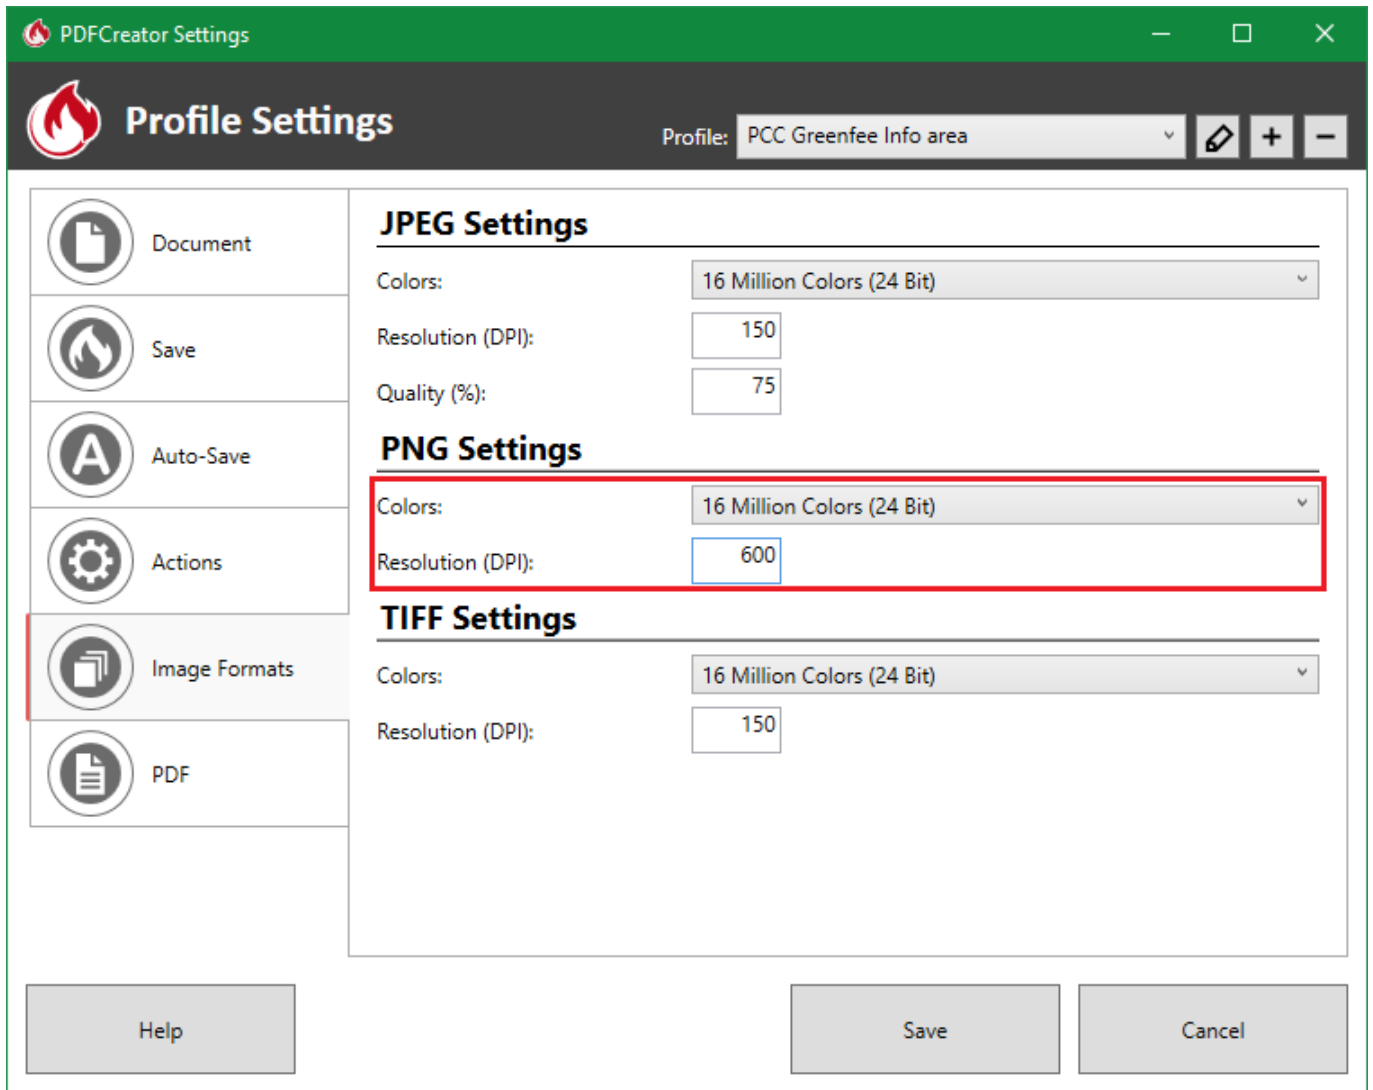 PDFCreator Settings
Profile Settings
Profile: PCC Greenfee Info area
Document
Save
Auto-Save
Actions
Image Formats
PDF
JPEG Settings
Colors: 16 Million Colors (24 Bit)
Resolution (DPI): 150
Quality (%): 75
PNG Settings
Colors: 16 Million Colors (24 Bit)
Resolution (DPI): 600
TIFF Settings
Colors: 16 Million Colors (24 Bit)
Resolution (DPI): 150
Help Save Cancel